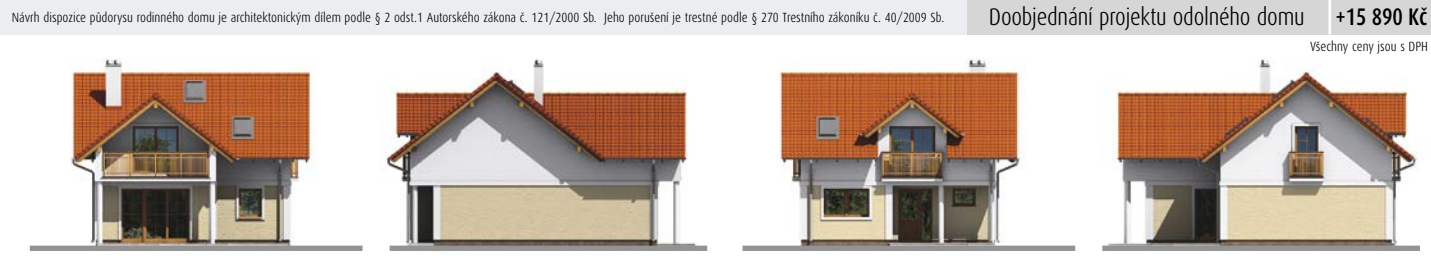 Návrh dispozice půdorysu rodinného domu je architektonickým dílem podle § 2 odst.1 Autorského zákona č. 121/2000 Sb. Jeho porušení je trestné podle § 270 Trestního zákoníku č. 40/2009 Sb.
Doobjednání projektu odolného domu +15 890 Kč
Všechny ceny jsou s DPH